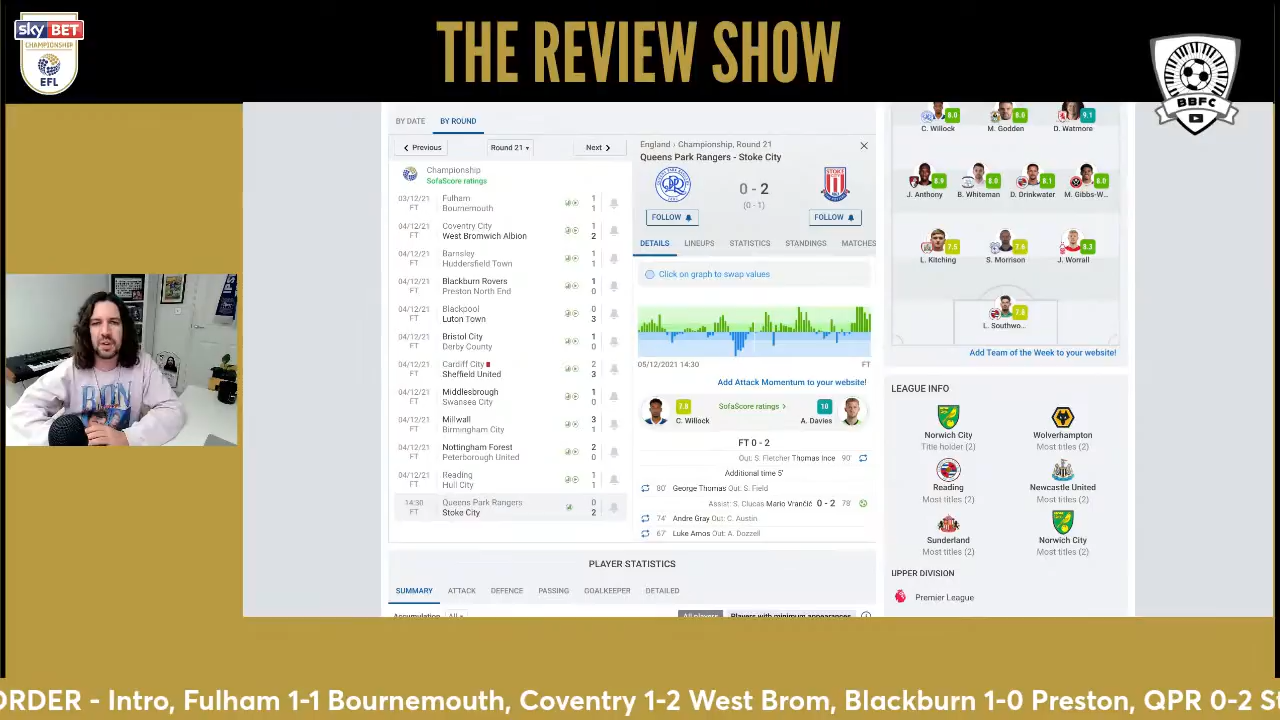 sky BET
CHAMPIONSHIP
EFL
THE REVIEW SHOW
BBFC
BY DATE BY ROUND
Previous Round 21 Next
Championship
SofaScore ratings
03/12/21 FT Fulham 1
Bournemouth 1
04/12/21 FT Coventry City 1
West Bromwich Albion 2
04/12/21 FT Barnsley 1
Huddersfield Town 1
04/12/21 FT Blackburn Rovers 1
Preston North End 0
04/12/21 FT Blackpool 0
Luton Town 3
04/12/21 FT Bristol City 1
Derby County 1
04/12/21 FT Cardiff City 2
Sheffield United 3
04/12/21 FT Middlesbrough 1
Swansea City 0
04/12/21 FT Millwall 3
Birmingham City 1
04/12/21 FT Nottingham Forest 2
Peterborough United 0
04/12/21 FT Reading 1
Hull City 1
14:30 FT Queens Park Rangers 0
Stoke City 2
England › Championship, Round 21
Queens Park Rangers - Stoke City
0 - 2
(0 - 1)
FOLLOW FOLLOW
DETAILS LINEUPS STATISTICS STANDINGS MATCHES
Click on graph to swap values
05/12/2021 14:30 FT
Add Attack Momentum to your website!
7.8 SofaScore ratings 10
C. Willock A. Davies
FT 0 - 2
Out: S. Fletcher Thomas Ince 90'
Additional time 5'
80' George Thomas Out: S. Field
Assist: S. Clucas Mario Vrančić 0 - 2 78
74' Andre Gray Out: C. Austin
67' Luke Amos Out: A. Dozzell
PLAYER STATISTICS
SUMMARY ATTACK DEFENCE PASSING GOALKEEPER DETAILED
Accumulation All All players Players with minimum appearances
8.0 8.0 9.1
C. Willock M. Godden D. Watmore
8.9 8.0 8.1 8.0
J. Anthony B. Whiteman D. Drinkwater M. Gibbs-W...
7.5 7.6 8.3
L. Kitching S. Morrison J. Worrall
7.8
L. Southwo...
Add Team of the Week to your website!
LEAGUE INFO
Norwich City Wolverhampton
Title holder (2) Most titles (2)
Reading Newcastle United
Most titles (2) Most titles (2)
Sunderland Norwich City
Most titles (2) Most titles (2)
UPPER DIVISION
Premier League
ORDER - Intro, Fulham 1-1 Bournemouth, Coventry 1-2 West Brom, Blackburn 1-0 Preston, QPR 0-2 St